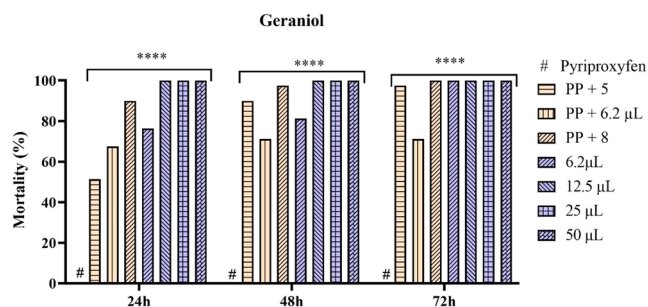 Geraniol
**** **** ****
Mortality (%)
100
80
60
40
20
0
# # #
24h 48h 72h
# Pyriproxyfen
PP + 5
PP + 6.2 µL
PP + 8
6.2µL
12.5 µL
25 µL
50 µL